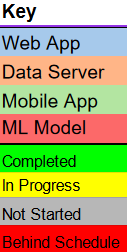 Key
Web App
Data Server
Mobile App
ML Model
Completed
In Progress
Not Started
Behind Schedule